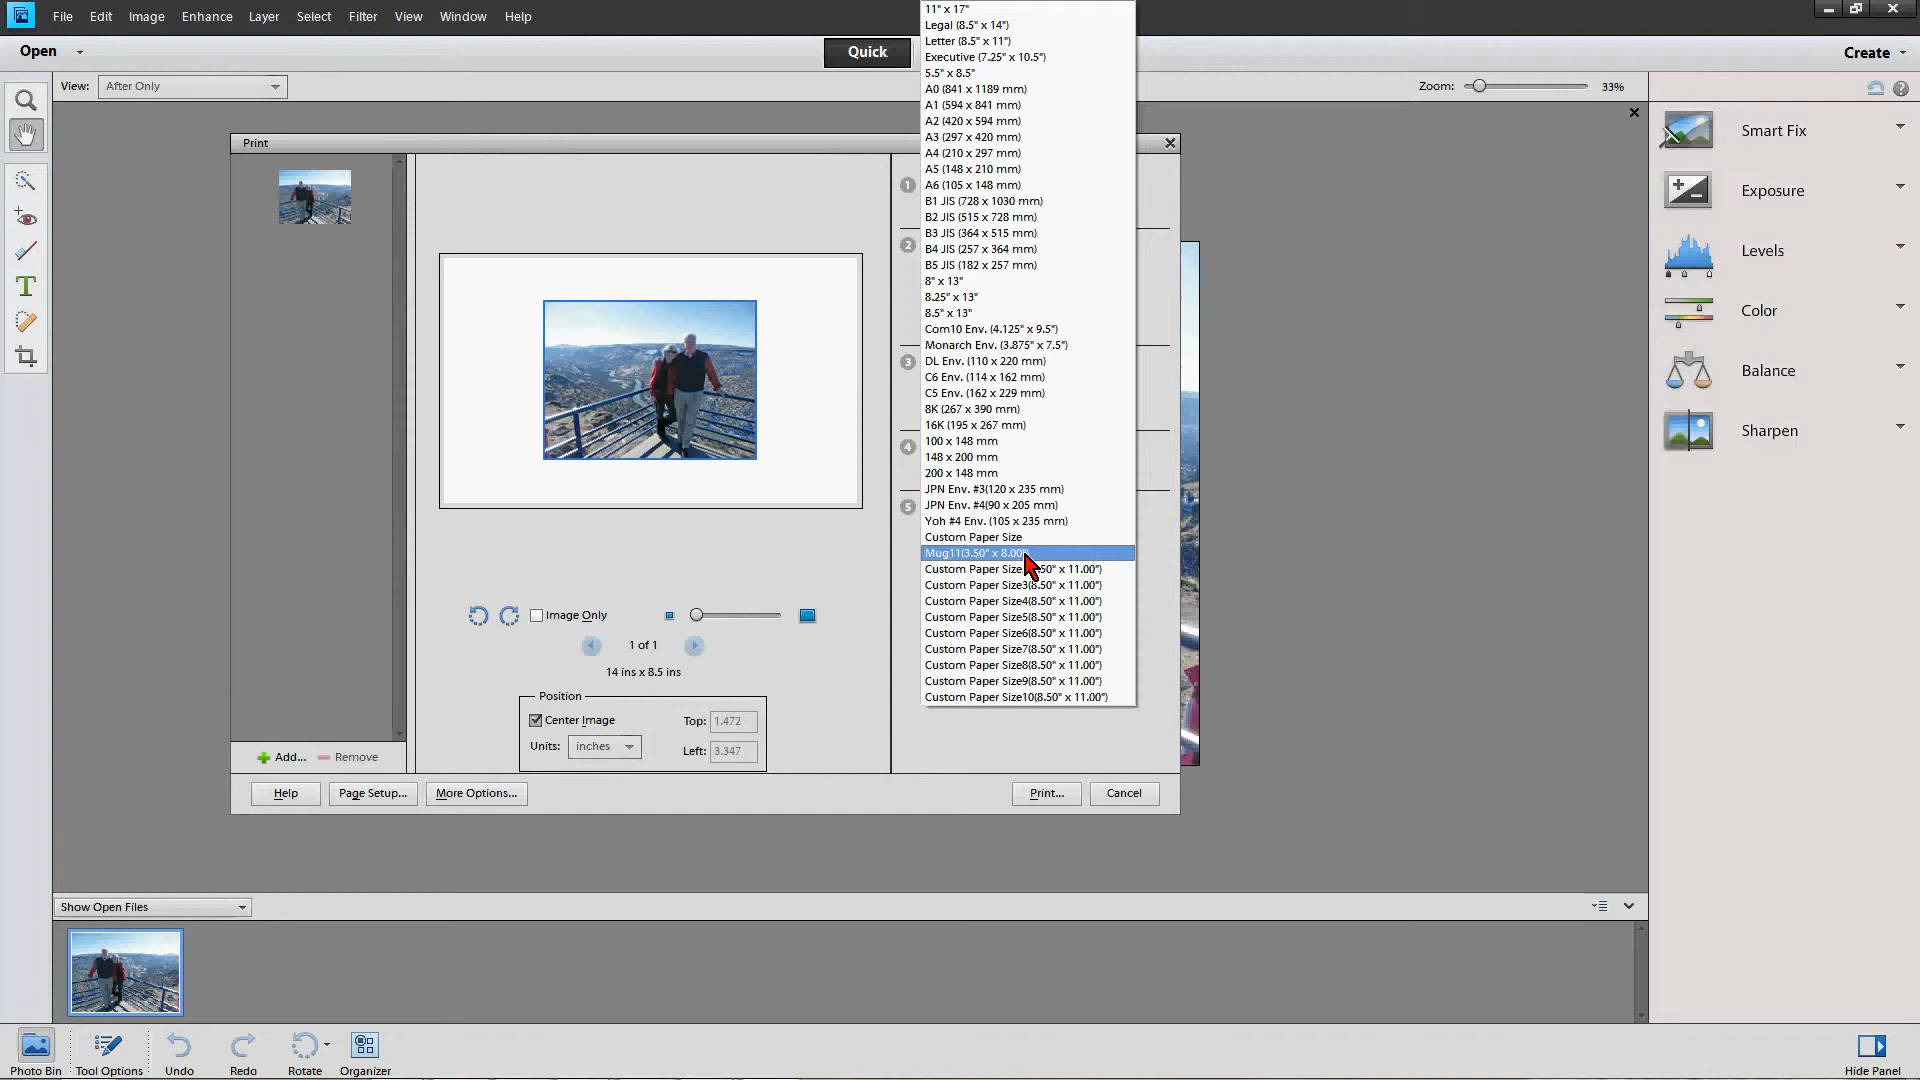 File Edit Image Enhance Layer Select Filter View Window Help
Open
Quick
Create
View: After Only
Zoom: 33%
Print
11" x 17"
Legal (8.5" x 14")
Letter (8.5" x 11")
Executive (7.25" x 10.5")
5.5" x 8.5"
A0 (841 x 1189 mm)
A1 (594 x 841 mm)
A2 (420 x 594 mm)
A3 (297 x 420 mm)
A4 (210 x 297 mm)
A5 (148 x 210 mm)
A6 (105 x 148 mm)
B1 JIS (728 x 1030 mm)
B2 JIS (515 x 728 mm)
B3 JIS (364 x 515 mm)
B4 JIS (257 x 364 mm)
B5 JIS (182 x 257 mm)
8" x 13"
8.25" x 13"
8.5" x 13"
Com10 Env. (4.125" x 9.5")
Monarch Env. (3.875" x 7.5")
DL Env. (110 x 220 mm)
C6 Env. (114 x 162 mm)
C5 Env. (162 x 229 mm)
8K (267 x 390 mm)
16K (195 x 267 mm)
100 x 148 mm
148 x 200 mm
200 x 148 mm
JPN Env. #3(120 x 235 mm)
JPN Env. #4(90 x 205 mm)
Yoh #4 Env. (105 x 235 mm)
Custom Paper Size
Mug11(3.50" x 8.00")
Custom Paper Size x 11.00")
Custom Paper Size3(8.50" x 11.00")
Custom Paper Size4(8.50" x 11.00")
Custom Paper Size5(8.50" x 11.00")
Custom Paper Size6(8.50" x 11.00")
Custom Paper Size7(8.50" x 11.00")
Custom Paper Size8(8.50" x 11.00")
Custom Paper Size9(8.50" x 11.00")
Custom Paper Size10(8.50" x 11.00")
1
2
3
4
5
Image Only
1 of 1
14 ins x 8.5 ins
Position
Center Image
Top: 1.472
Units: inches
Left: 3.347
Add... Remove
Help Page Setup... More Options... Print... Cancel
Smart Fix
Exposure
Levels
Color
Balance
Sharpen
Show Open Files
Photo Bin Tool Options Undo Redo Rotate Organizer Hide Panel